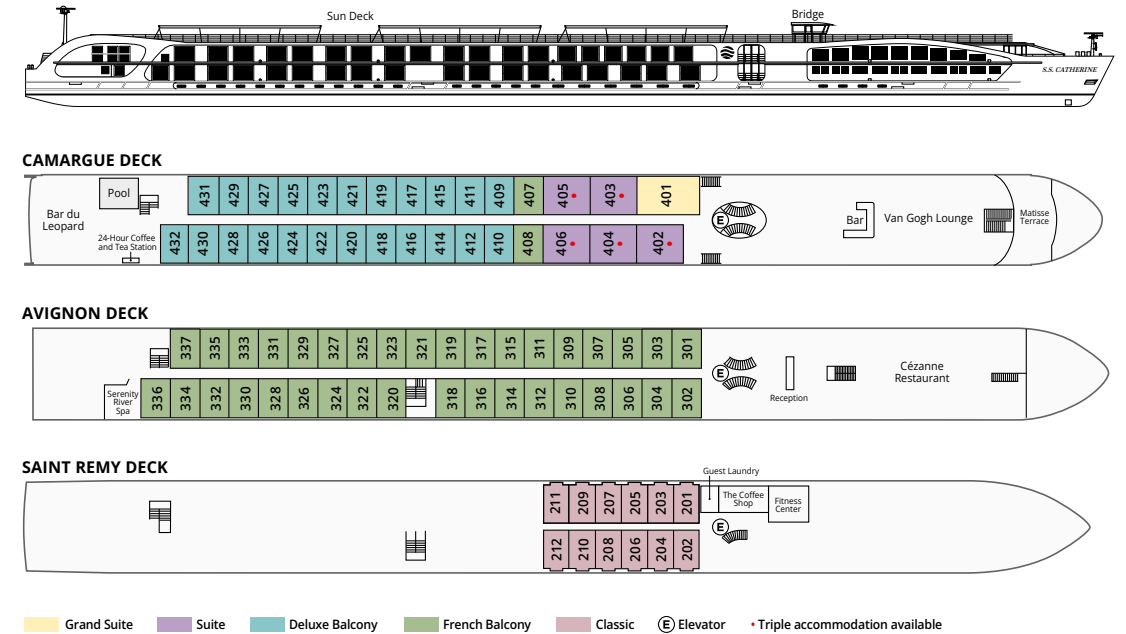 Sun Deck
Bridge
S.S. CATHERINE
CAMARGUE DECK
Pool
431 429 427 425 423 421 419 417 415 411 409 407 405 403 401
Bar du
Leopard
E
Bar
Van Gogh Lounge
Matisse
Terrace
24-Hour Coffee
and Tea Station
432 430 428 426 424 422 420 418 416 414 412 410 408 406 404 402
AVIGNON DECK
337 335 333 331 329 327 325 323 321 319 317 315 311 309 307 305 303 301
E
Cézanne
Restaurant
Reception
Serenity
River
Spa
336 334 332 330 328 326 324 322 320 318 316 314 312 310 308 306 304 302
SAINT REMY DECK
Guest Laundry
211 209 207 205 203 201
The Coffee
Shop
Fitness
Center
E
212 210 208 206 204 202
Grand Suite
Suite
Deluxe Balcony
French Balcony
Classic
E Elevator
• Triple accommodation available